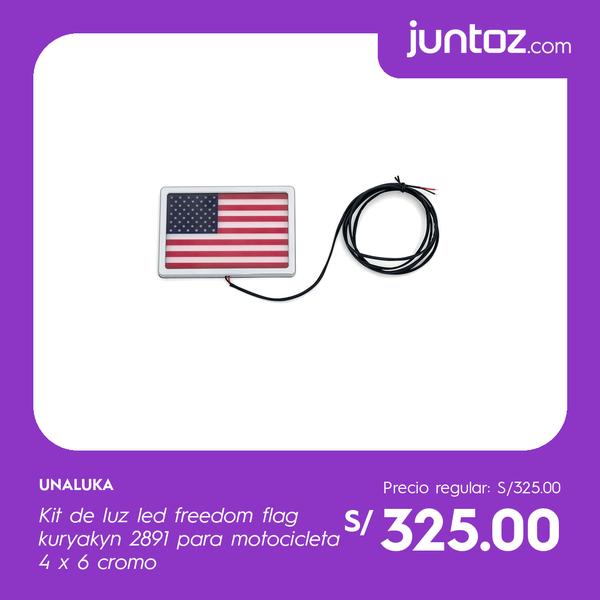 juntoz.com
UNALUKA
Kit de luz led freedom flag
kuryakyn 2891 para motocicleta
4 x 6 cromo
Precio regular: S/325.00
S/ 325.00